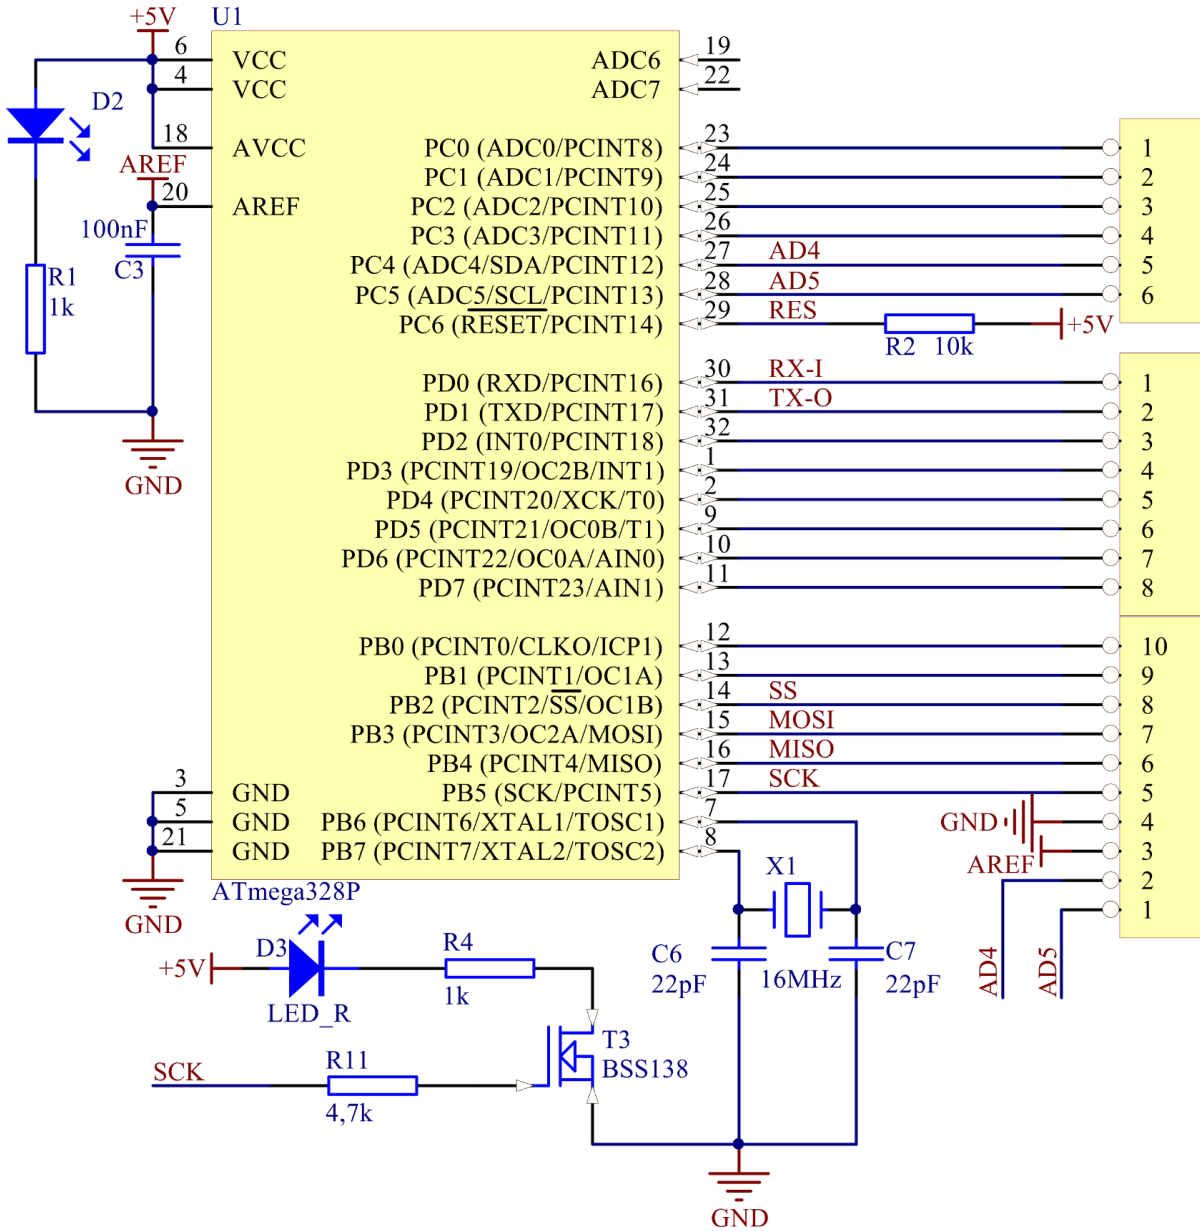 +5V
U1
6 VCC
4 VCC
D2
18 AVCC
AREF
20 AREF
100nF
C3
R1
1k
GND
ADC6 19
ADC7 22
PC0 (ADC0/PCINT8) 23 1
PC1 (ADC1/PCINT9) 24 2
PC2 (ADC2/PCINT10) 25 3
PC3 (ADC3/PCINT11) 26 4
PC4 (ADC4/SDA/PCINT12) 27 AD4 5
PC5 (ADC5/SCL/PCINT13) 28 AD5 6
PC6 (RESET/PCINT14) 29 RES +5V
R2 10k
PD0 (RXD/PCINT16) 30 RX-I 1
PD1 (TXD/PCINT17) 31 TX-O 2
PD2 (INT0/PCINT18) 32 3
PD3 (PCINT19/OC2B/INT1) 1 4
PD4 (PCINT20/XCK/T0) 2 5
PD5 (PCINT21/OC0B/T1) 9 6
PD6 (PCINT22/OC0A/AIN0) 10 7
PD7 (PCINT23/AIN1) 11 8
PB0 (PCINT0/CLKO/ICP1) 12 10
PB1 (PCINT1/OC1A) 13 9
PB2 (PCINT2/SS/OC1B) 14 SS 8
PB3 (PCINT3/OC2A/MOSI) 15 MOSI 7
PB4 (PCINT4/MISO) 16 MISO 6
3 GND PB5 (SCK/PCINT5) 17 SCK 5
5 GND PB6 (PCINT6/XTAL1/TOSC1) 7 GND 4
21 GND PB7 (PCINT7/XTAL2/TOSC2) 8 AREF 3
2
1
AD4
AD5
GND
ATmega328P
X1
C6
22pF
16MHz
C7
22pF
+5V
D3
LED_R
R4
1k
T3
BSS138
SCK
R11
4,7k
GND